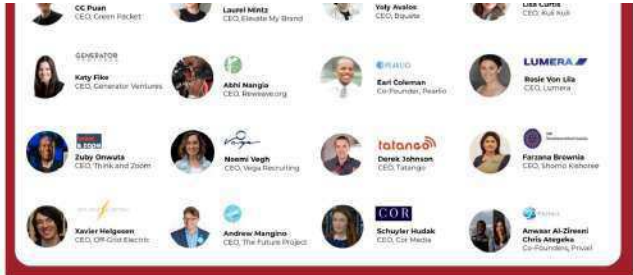 CC Puan
CEO, Green Packet
Laurel Mintz
CEO, Elevate My Brand
Yoly Avalos
CEO, Equate
Lisa Curtis
CEO, Kuli Kuli
GENERATOR
Katy Fike
CEO, Generator Ventures
Abhi Nangia
CEO, Reweave.org
PEARLIO
Earl Coleman
Co-Founder, Pearlio
LUMERA
Rosie Von Lila
CEO, Lumera
Zuby Onwuta
CEO, Think and Zoom
Vega
Noemi Vegh
CEO, Vega Recruiting
tatango
Derek Johnson
CEO, Tatango
Farzana Brownia
CEO, Shorno Kishoree
Xavier Helgesen
CEO, Off-Grid Electric
Andrew Mangino
CEO, The Future Project
COR
Schuyler Hudak
CEO, Cor Media
Anwaar Al-Zireeni
Chris Ategeka
Co-Founders, Privail